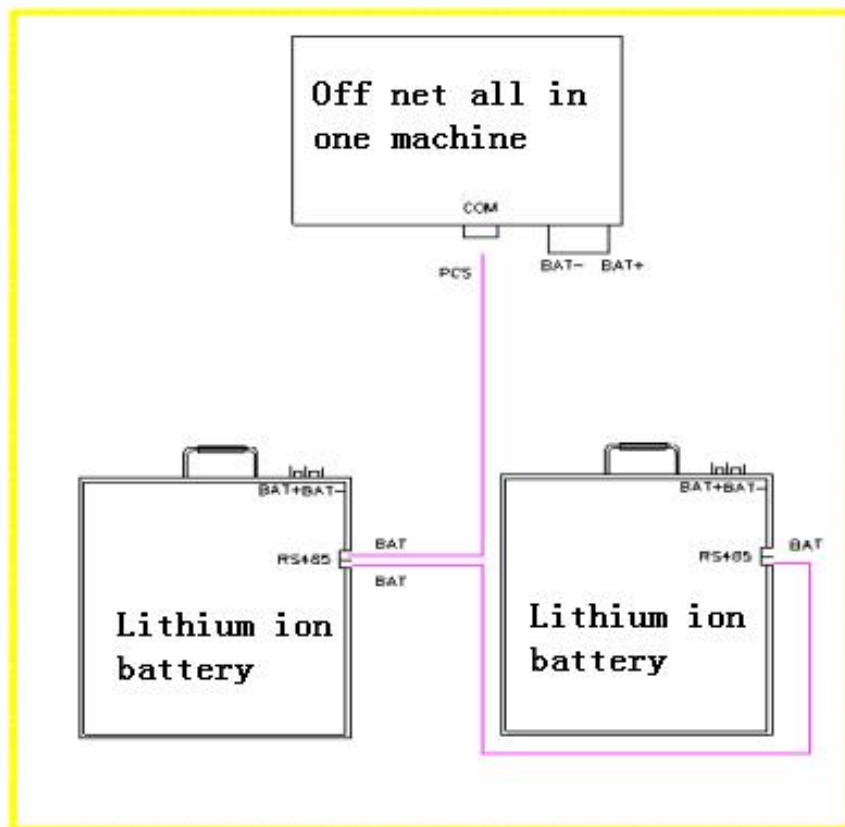 Off net all in
one machine
COM
PCS
BAT- BAT+
BAT+BAT-
RS485
BAT
BAT
Lithium ion
battery
BAT+BAT-
RS485
BAT
Lithium ion
battery